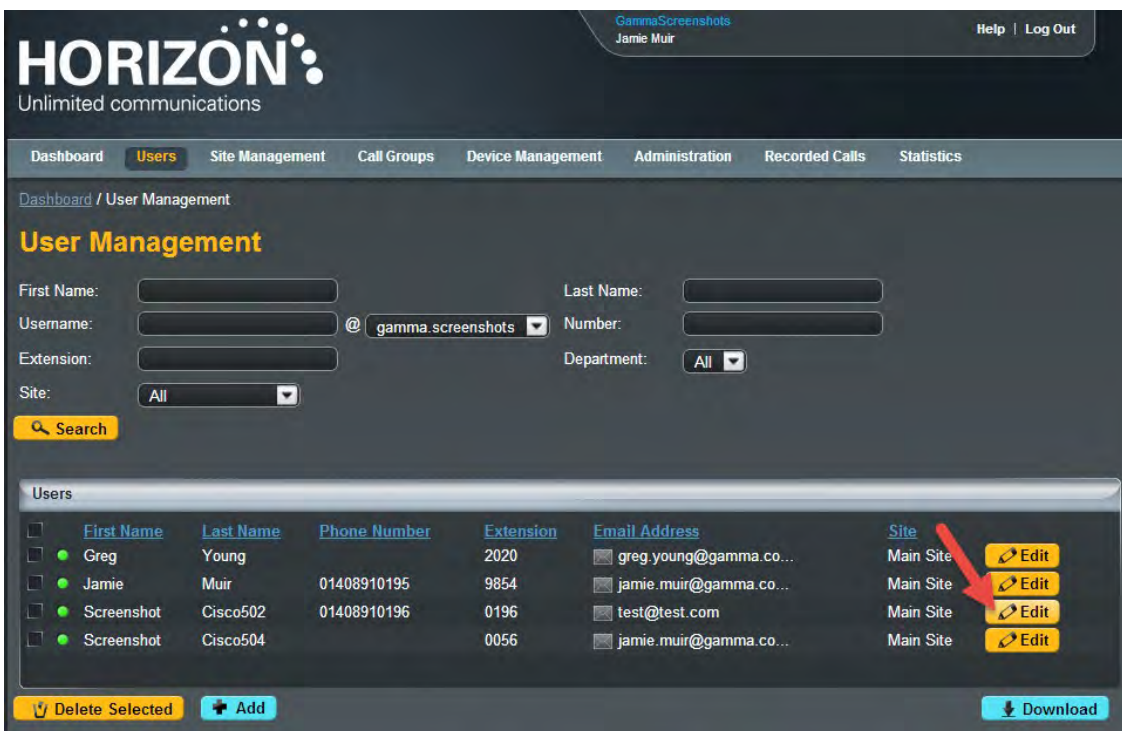 GammaScreenshots
Jamie Muir
Help | Log Out
HORIZON
Unlimited communications
Dashboard Users Site Management Call Groups Device Management Administration Recorded Calls Statistics
Dashboard / User Management
User Management
First Name: Last Name:
Username: @ gamma.screenshots Number:
Extension: Department: All
Site: All
Search
Users
First Name Last Name Phone Number Extension Email Address Site
Greg Young 2020 greg.young@gamma.co... Main Site Edit
Jamie Muir 01408910195 9854 jamie.muir@gamma.co... Main Site Edit
Screenshot Cisco502 01408910196 0196 test@test.com Main Site Edit
Screenshot Cisco504 0056 jamie.muir@gamma.co... Main Site Edit
Delete Selected Add Download